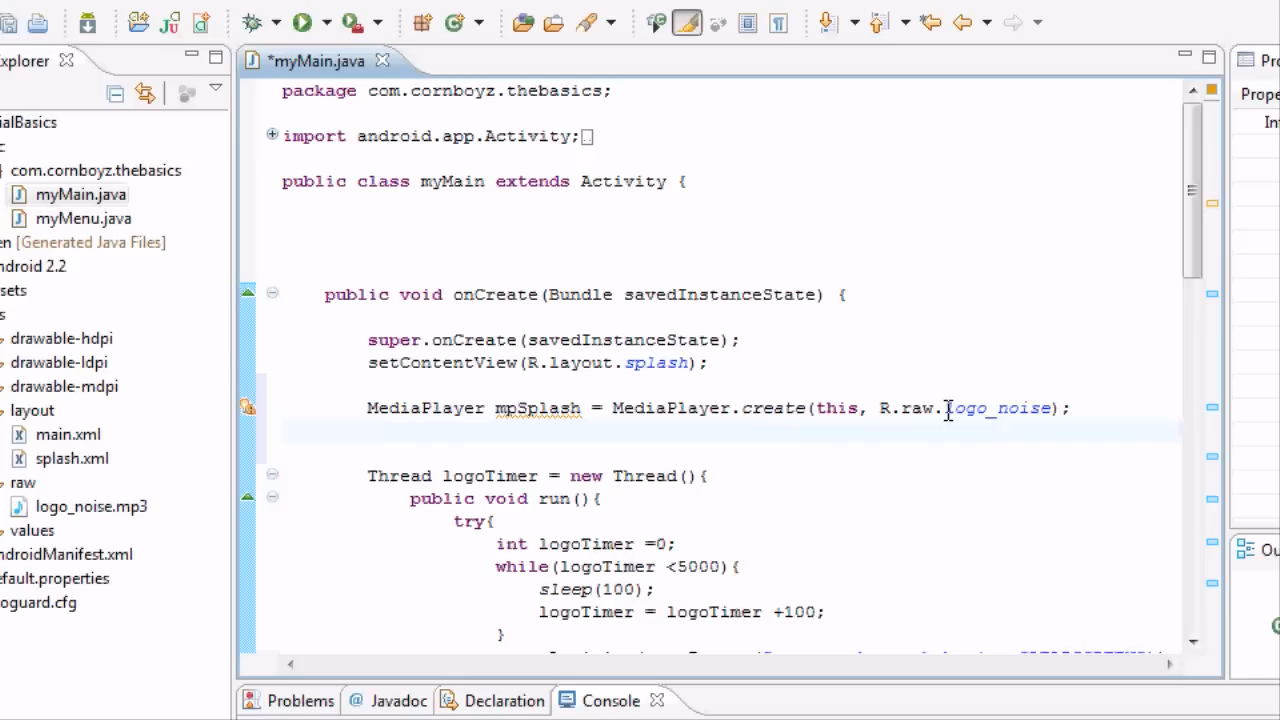 xplorer
ialBasics
c
com.cornboyz.thebasics
myMain.java
myMenu.java
en [Generated Java Files]
ndroid 2.2
sets
s
drawable-hdpi
drawable-ldpi
drawable-mdpi
layout
main.xml
splash.xml
raw
logo_noise.mp3
values
ndroidManifest.xml
efault.properties
oguard.cfg
*myMain.java
package com.cornboyz.thebasics;
import android.app.Activity;
public class myMain extends Activity {
public void onCreate(Bundle savedInstanceState) {
super.onCreate(savedInstanceState);
setContentView(R.layout.splash);
MediaPlayer mpSplash = MediaPlayer.create(this, R.raw.logo_noise);
Thread logoTimer = new Thread(){
public void run(){
try{
int logoTimer =0;
while(logoTimer <5000){
sleep(100);
logoTimer = logoTimer +100;
}
Problems @ Javadoc Declaration Console
Pro
Prope
In
Ou